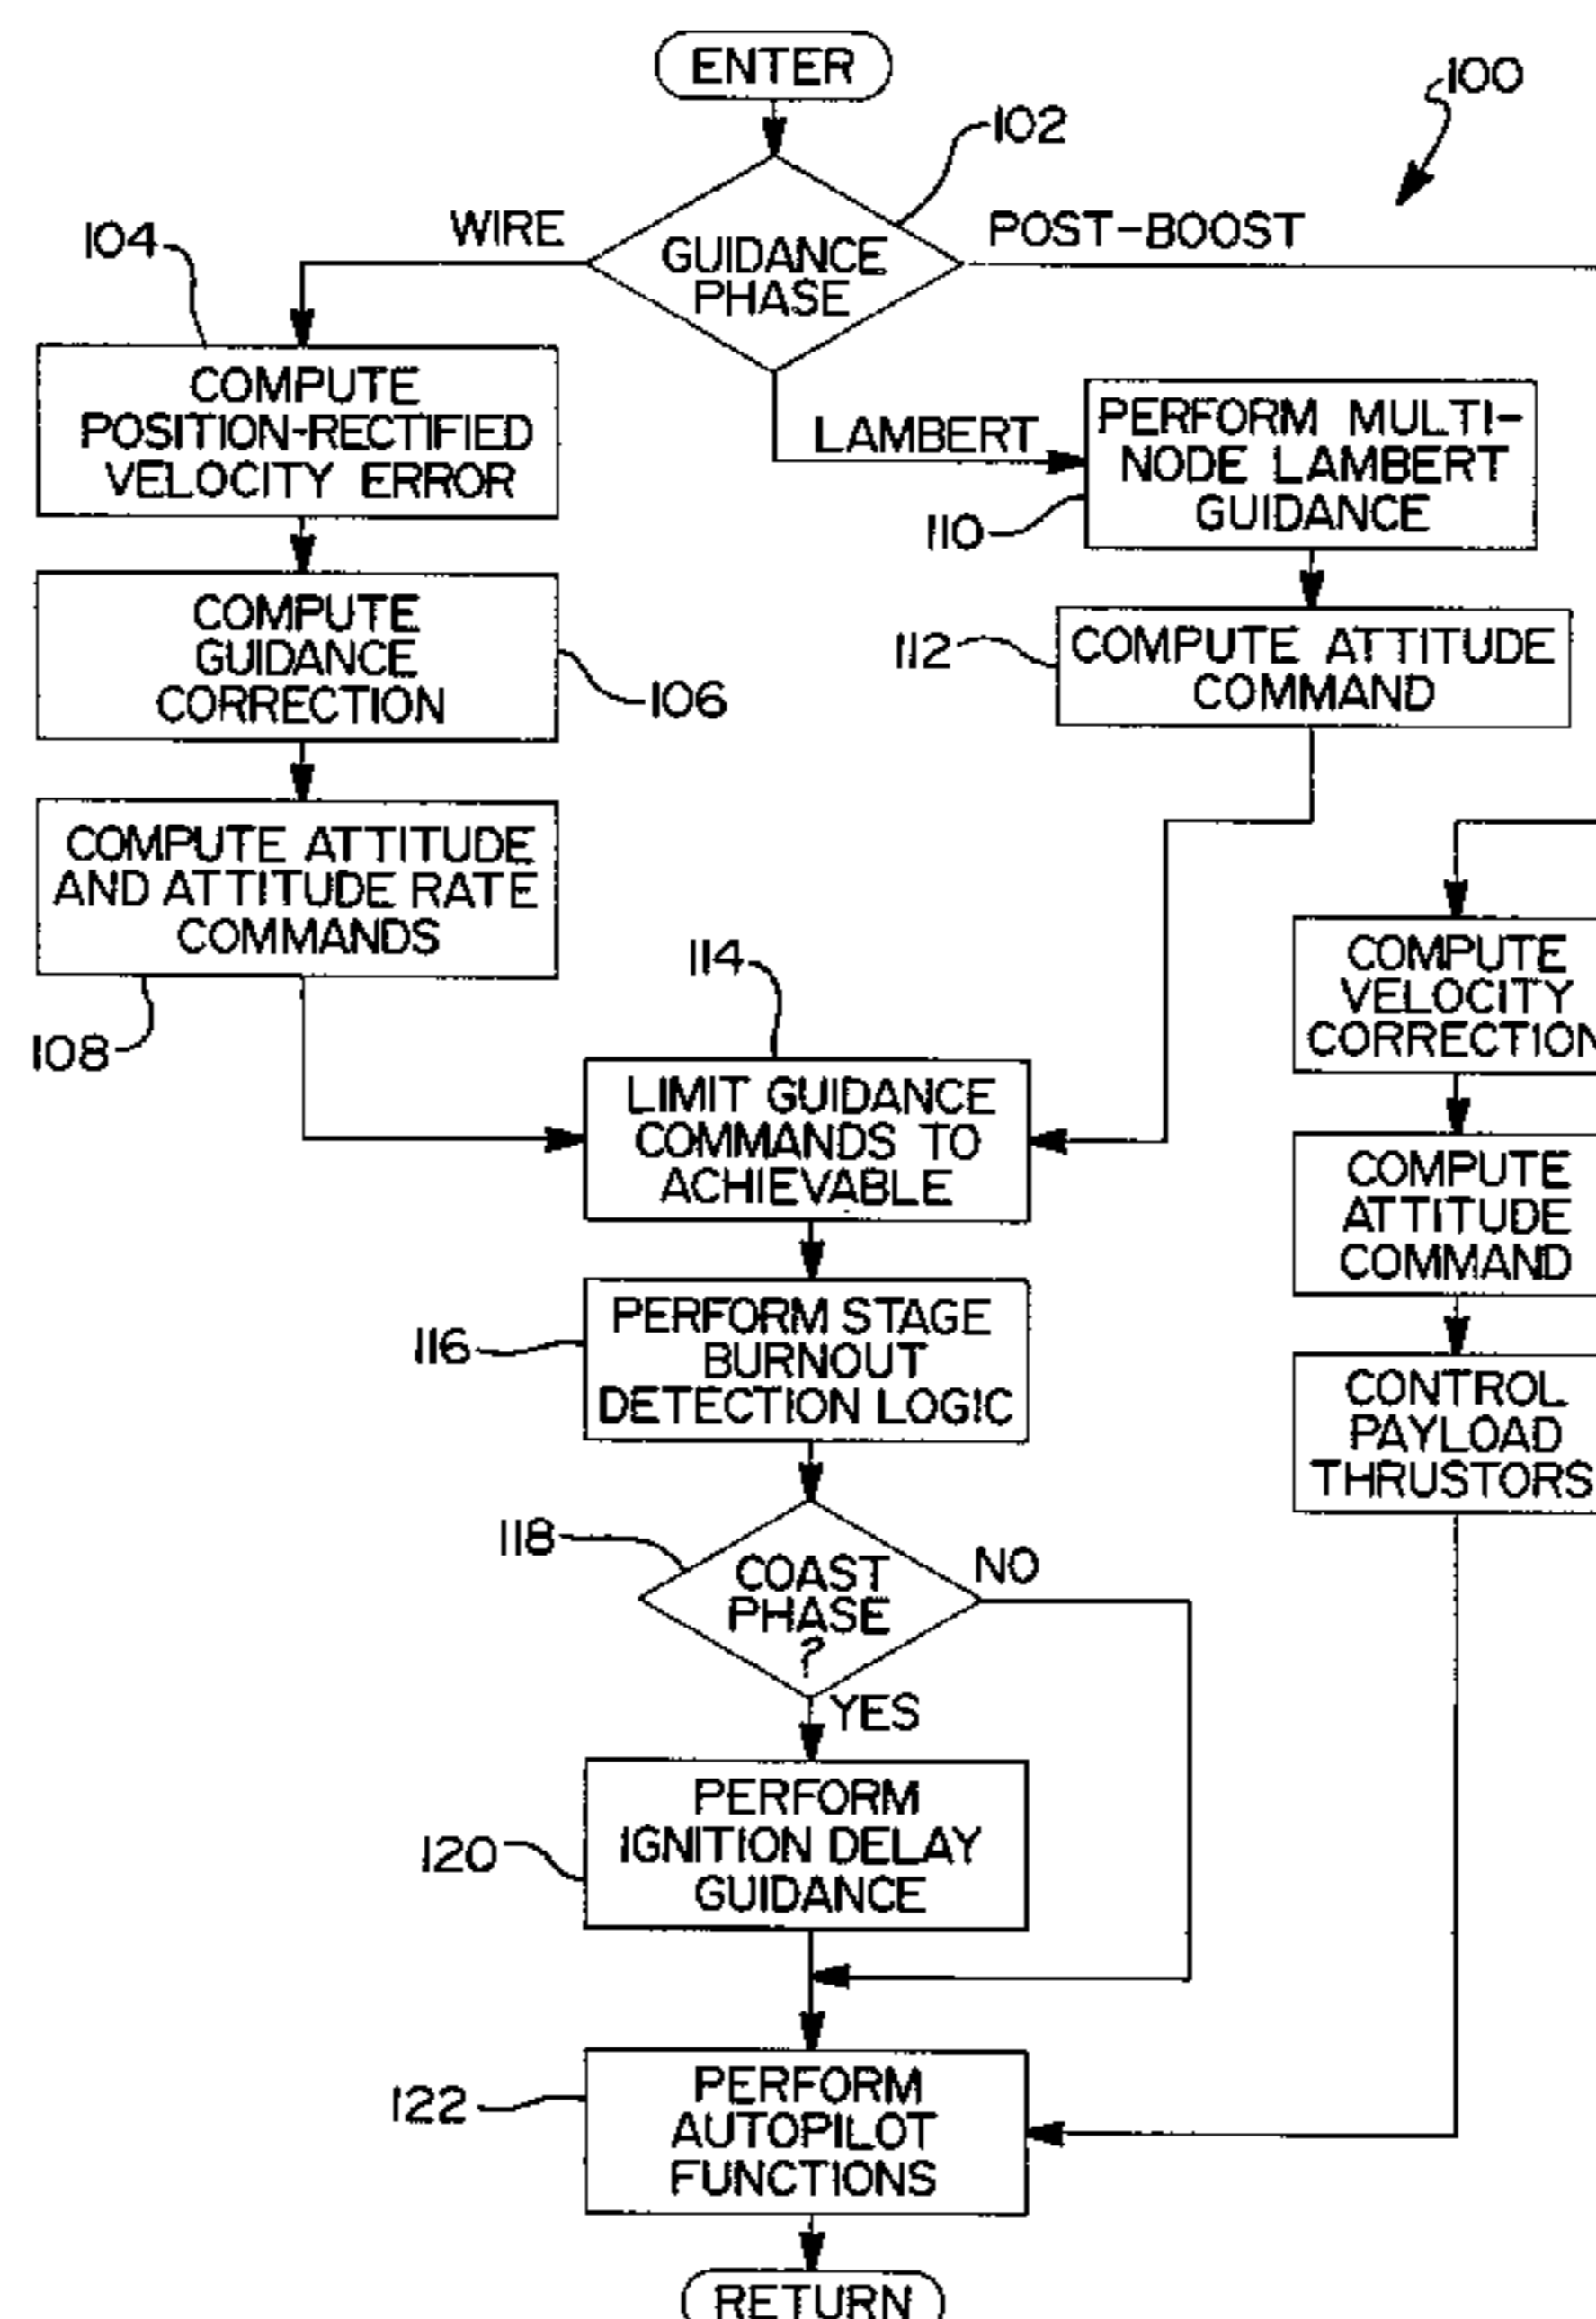 ENTER
100
102
WIRE
POST-BOOST
104
GUIDANCE
PHASE
COMPUTE
POSITION-RECTIFIED
VELOCITY ERROR
LAMBERT
PERFORM MULTI-
NODE LAMBERT
GUIDANCE
110
COMPUTE
GUIDANCE
CORRECTION
106
112
COMPUTE ATTITUDE
COMMAND
COMPUTE ATTITUDE
AND ATTITUDE RATE
COMMANDS
108
114
COMPUTE
VELOCITY
CORRECTION
LIMIT GUIDANCE
COMMANDS TO
ACHIEVABLE
COMPUTE
ATTITUDE
COMMAND
116
PERFORM STAGE
BURNOUT
DETECTION LOGIC
CONTROL
PAYLOAD
THRUSTORS
118
COAST
PHASE
?
NO
YES
120
PERFORM
IGNITION DELAY
GUIDANCE
122
PERFORM
AUTOPILOT
FUNCTIONS
RETURN